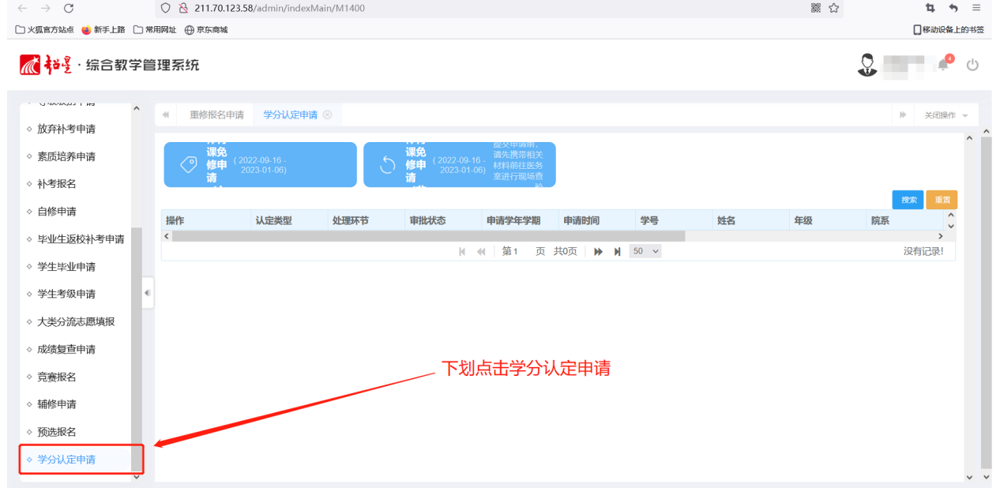 211.70.123.58/admin/indexMain/M1400
火狐官方站点 新手上路 常用网址 京东商城 移动设备上的书签
超星·综合教学管理系统
4
重修报名申请 学分认定申请 关闭操作
放弃补考申请
素质培养申请
补考报名
自修申请
毕业生返校补考申请
学生毕业申请
学生考级申请
大类分流志愿填报
成绩复查申请
竞赛报名
辅修申请
预选报名
学分认定申请
课免
修申
请
(2022-09-16 -
2023-01-06)
课免
修申
请
(2022-09-16 -
2023-01-06)
提交申请前,
请先携带相关
材料前往医务
室进行现场查
搜索 重置
操作 认定类型 处理环节 审批状态 申请学年学期 申请时间 学号 姓名 年级 院系
第 1 页 共0页 50 没有记录!
下划点击学分认定申请